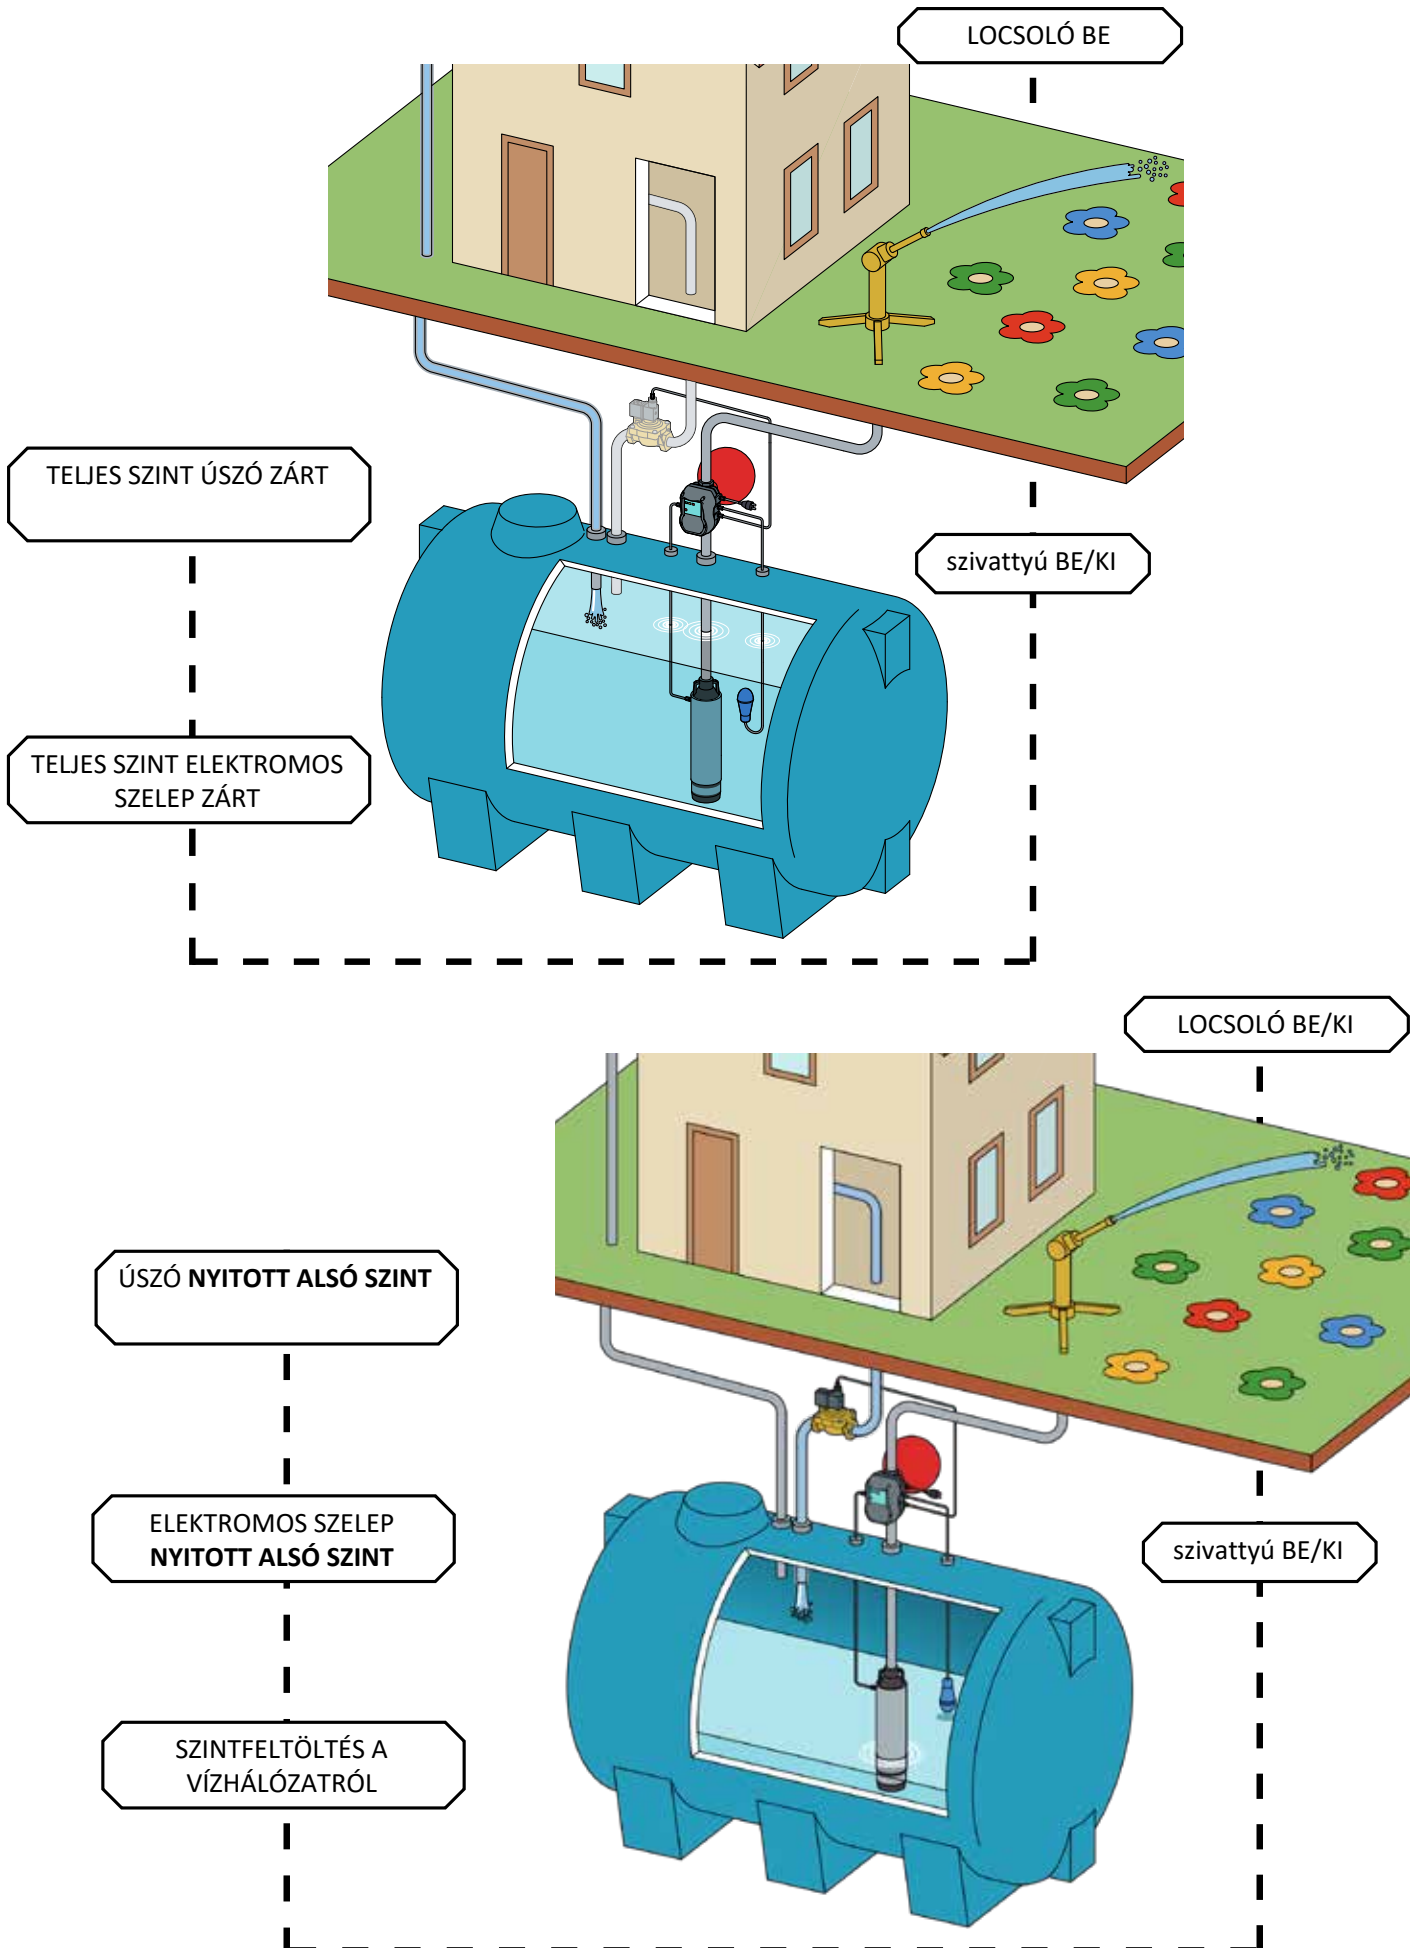 LOCSOLÓ BE
TELJES SZINT ÚSZÓ ZÁRT
szivattyú BE/KI
TELJES SZINT ELEKTROMOS
SZELEP ZÁRT
LOCSOLÓ BE/KI
ÚSZÓ NYITOTT ALSÓ SZINT
ELEKTROMOS SZELEP
NYITOTT ALSÓ SZINT
szivattyú BE/KI
SZINTFELTÖLTÉS A
VÍZHÁLÓZATRÓL